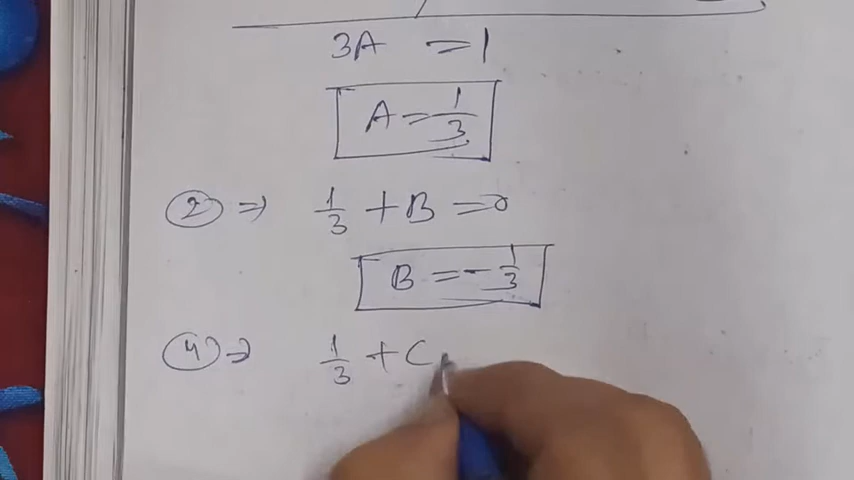 3A = 1
A = 1/3
② ⇒ 1/3 + B = 0
B = - 1/3
④ ⇒ 1/3 + C